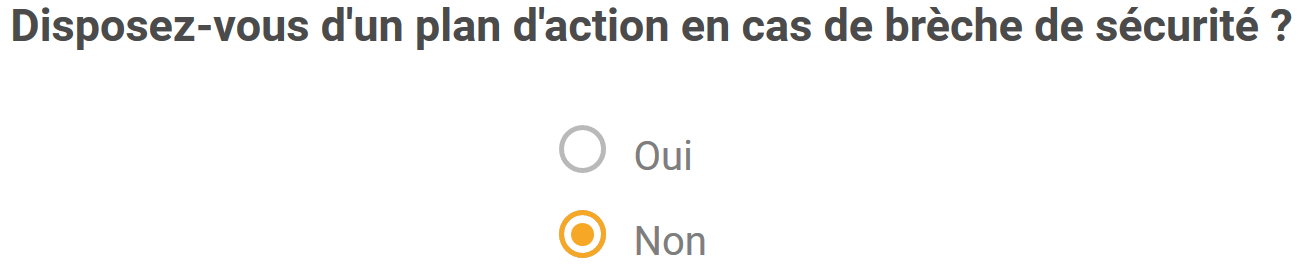 Disposez-vous d'un plan d'action en cas de brèche de sécurité ?
Oui
Non